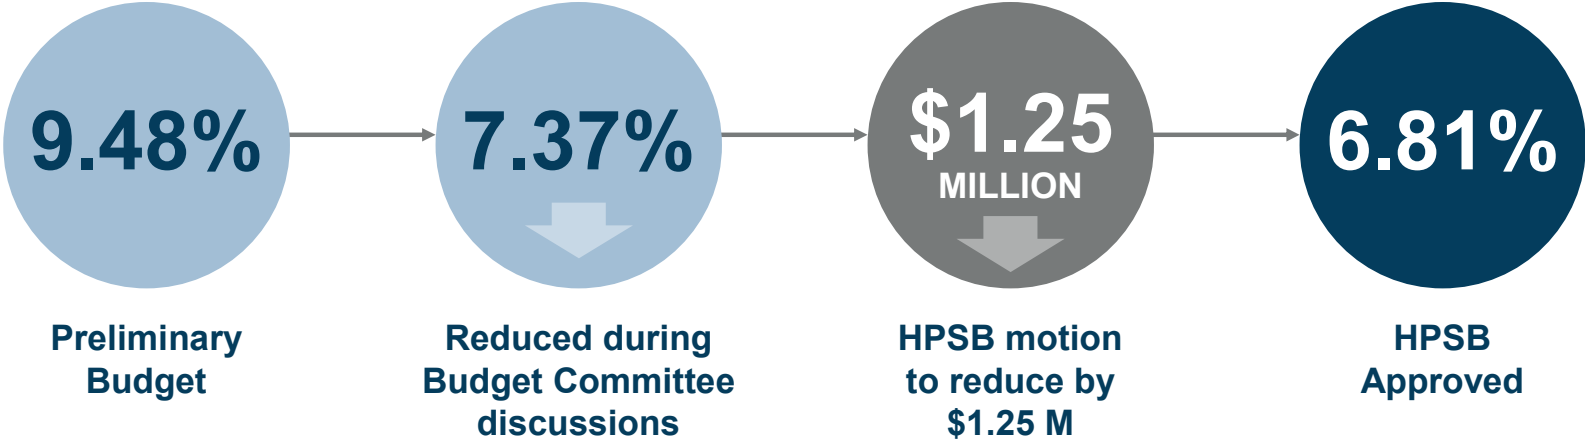 9.48%
Preliminary
Budget
7.37%
Reduced during
Budget Committee
discussions
$1.25
MILLION
HPSB motion
to reduce by
$1.25 M
6.81%
HPSB
Approved